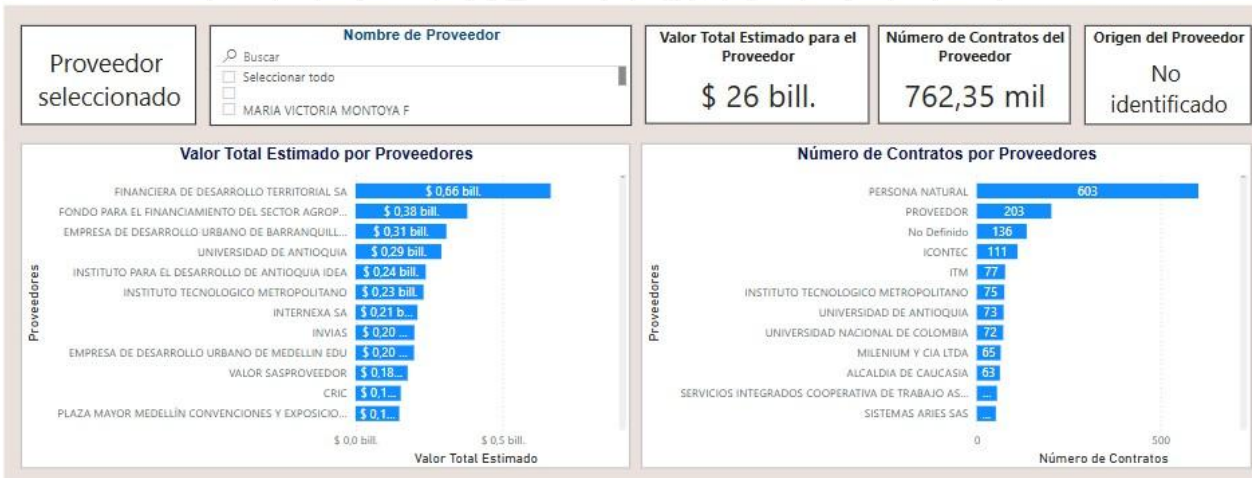 Proveedor
seleccionado
Nombre de Proveedor
Buscar
Seleccionar todo
MARIA VICTORIA MONTOYA F
Valor Total Estimado para el
Proveedor
$ 26 bill.
Número de Contratos del
Proveedor
762,35 mil
Origen del Proveedor
No
identificado
Valor Total Estimado por Proveedores
Proveedores
FINANCIERA DE DESARROLLO TERRITORIAL SA $ 0,66 bill.
FONDO PARA EL FINANCIAMIENTO DEL SECTOR AGROP... $ 0,38 bill.
EMPRESA DE DESARROLLO URBANO DE BARRANQUILL... $ 0,31 bill.
UNIVERSIDAD DE ANTIOQUIA $ 0,29 bill.
INSTITUTO PARA EL DESARROLLO DE ANTIOQUIA IDEA $ 0,24 bill.
INSTITUTO TECNOLOGICO METROPOLITANO $ 0,23 bill.
INTERNEXA SA $ 0,21 b...
INVIAS $ 0,20 ...
EMPRESA DE DESARROLLO URBANO DE MEDELLIN EDU $ 0,20 ...
VALOR SASPROVEEDOR $ 0,18...
CRIC $ 0,1...
PLAZA MAYOR MEDELLÍN CONVENCIONES Y EXPOSICIO... $ 0,1...
$ 0,0 bill. $ 0,5 bill.
Valor Total Estimado
Número de Contratos por Proveedores
Proveedores
PERSONA NATURAL 603
PROVEEDOR 203
No Definido 136
ICONTEC 111
ITM 77
INSTITUTO TECNOLOGICO METROPOLITANO 75
UNIVERSIDAD DE ANTIOQUIA 73
UNIVERSIDAD NACIONAL DE COLOMBIA 72
MILENIUM Y CIA LTDA 65
ALCALDIA DE CAUCASIA 63
SERVICIOS INTEGRADOS COOPERATIVA DE TRABAJO AS... ...
SISTEMAS ARIES SAS ...
0 500
Número de Contratos